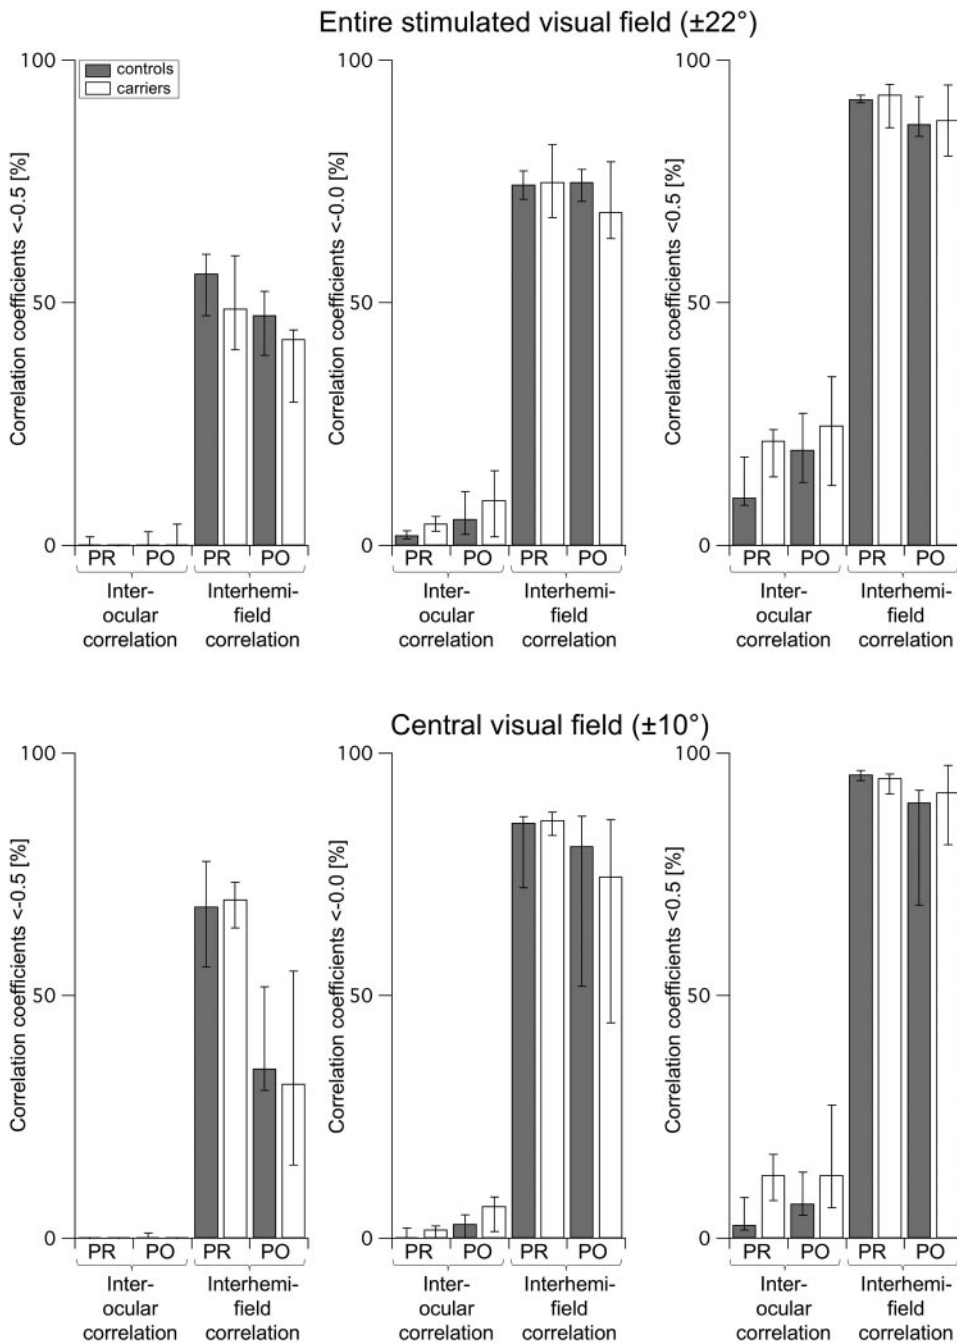 Entire stimulated visual field (±22°)
100
50
0
Correlation coefficients <-0.5 [%]
controls
carriers
PR PO PR PO
Inter-
ocular
correlation
Interhemi-
field
correlation
100
50
0
Correlation coefficients <-0.0 [%]
PR PO PR PO
Inter-
ocular
correlation
Interhemi-
field
correlation
100
50
0
Correlation coefficients <0.5 [%]
PR PO PR PO
Inter-
ocular
correlation
Interhemi-
field
correlation
Central visual field (±10°)
100
50
0
Correlation coefficients <-0.5 [%]
PR PO PR PO
Inter-
ocular
correlation
Interhemi-
field
correlation
100
50
0
Correlation coefficients <-0.0 [%]
PR PO PR PO
Inter-
ocular
correlation
Interhemi-
field
correlation
100
50
0
Correlation coefficients <0.5 [%]
PR PO PR PO
Inter-
ocular
correlation
Interhemi-
field
correlation